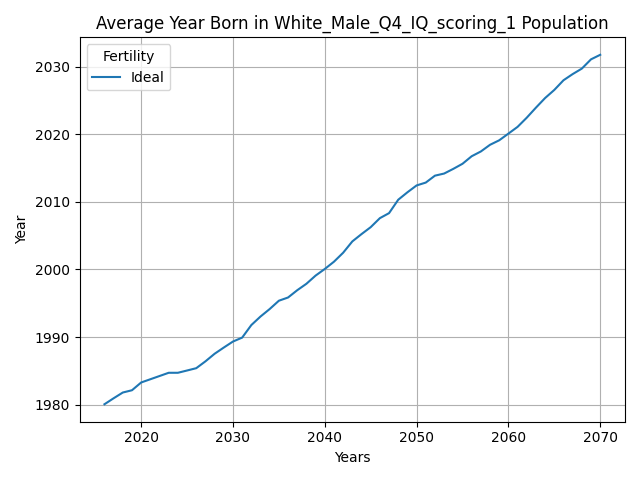 Average Year Born in White_Male_Q4_IQ_scoring_1 Population
Fertility
Ideal
2030
2020
2010
2000
1990
1980
Year
2020 2030 2040 2050 2060 2070
Years